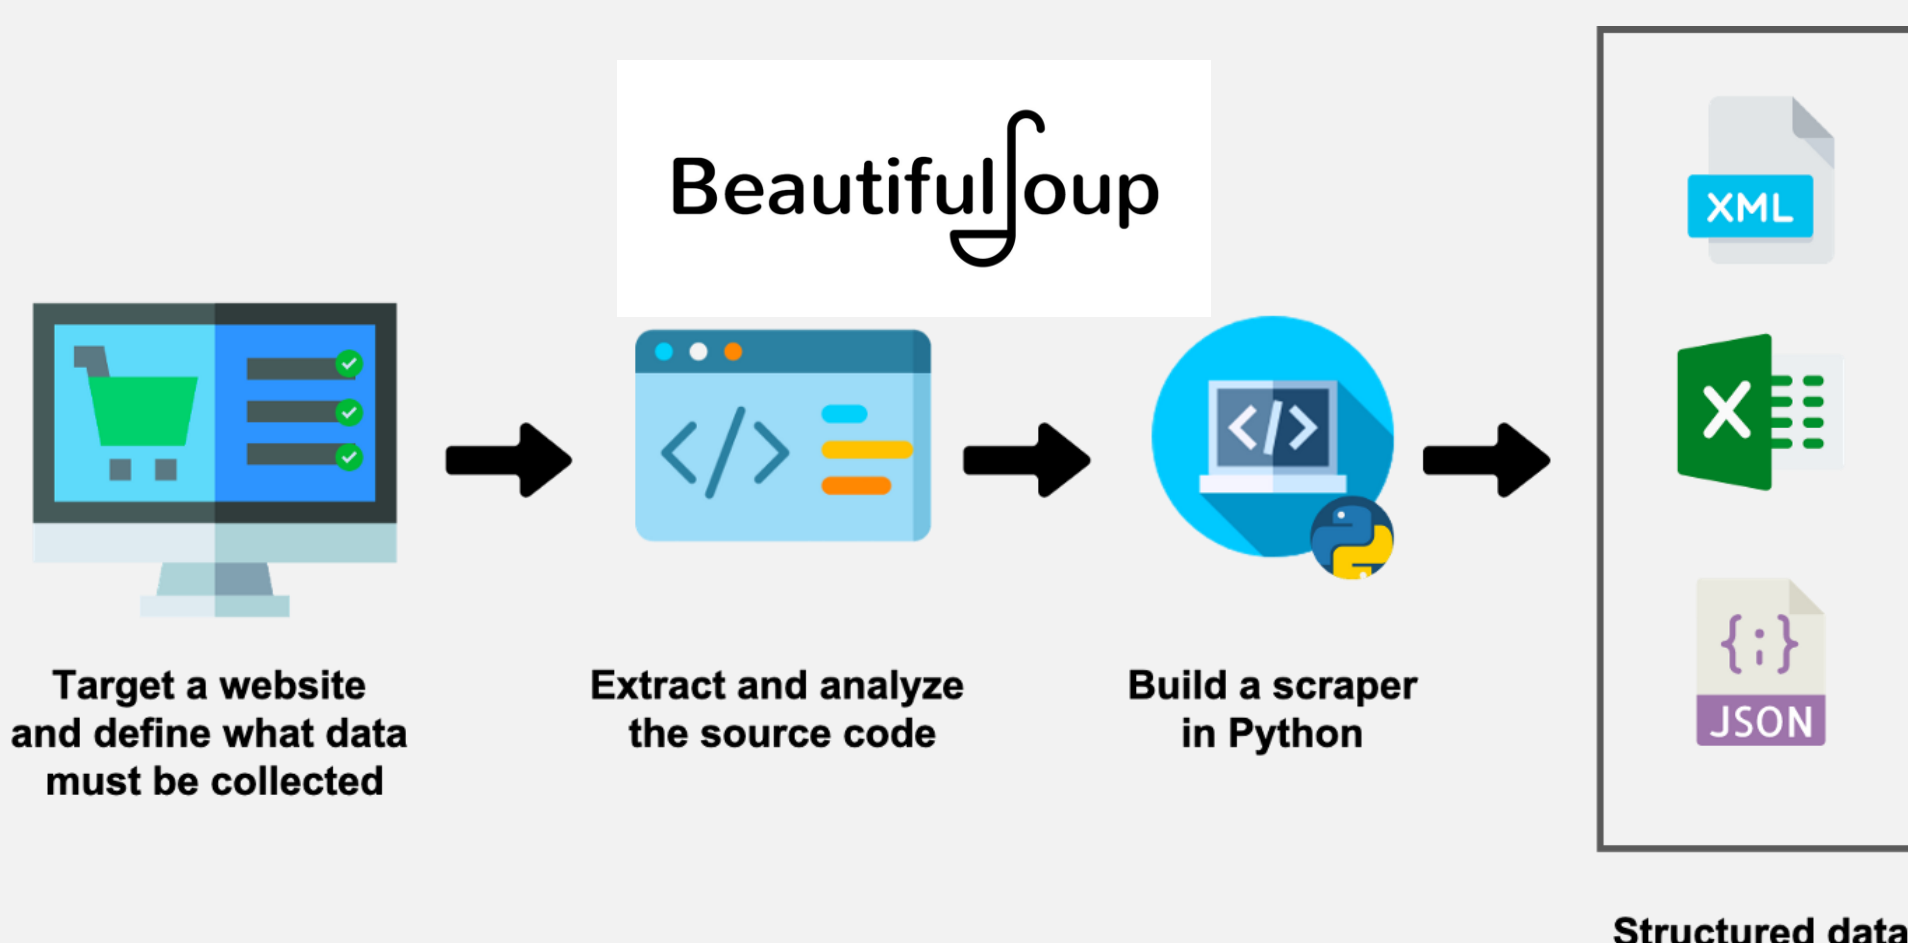 BeautifulSoup
XML
X
</>
</>
{;}
JSON
Target a website
and define what data
must be collected
Extract and analyze
the source code
Build a scraper
in Python
Structured data